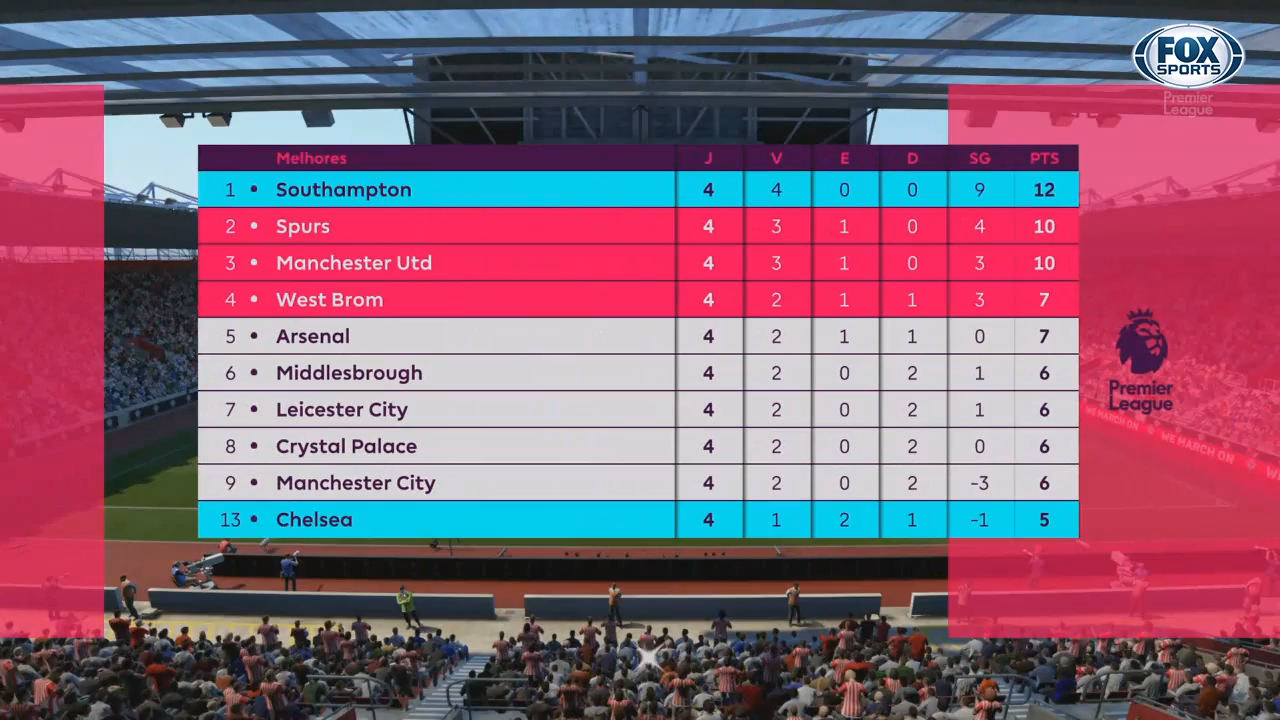 FOX
SPORTS
Premier
League
Melhores J V E D SG PTS
1 • Southampton 4 4 0 0 9 12
2 • Spurs 4 3 1 0 4 10
3 • Manchester Utd 4 3 1 0 3 10
4 • West Brom 4 2 1 1 3 7
5 • Arsenal 4 2 1 1 0 7
6 • Middlesbrough 4 2 0 2 1 6
7 • Leicester City 4 2 0 2 1 6
8 • Crystal Palace 4 2 0 2 0 6
9 • Manchester City 4 2 0 2 -3 6
13 • Chelsea 4 1 2 1 -1 5
Premier
League
WE MARCH ON WE MARCH ON